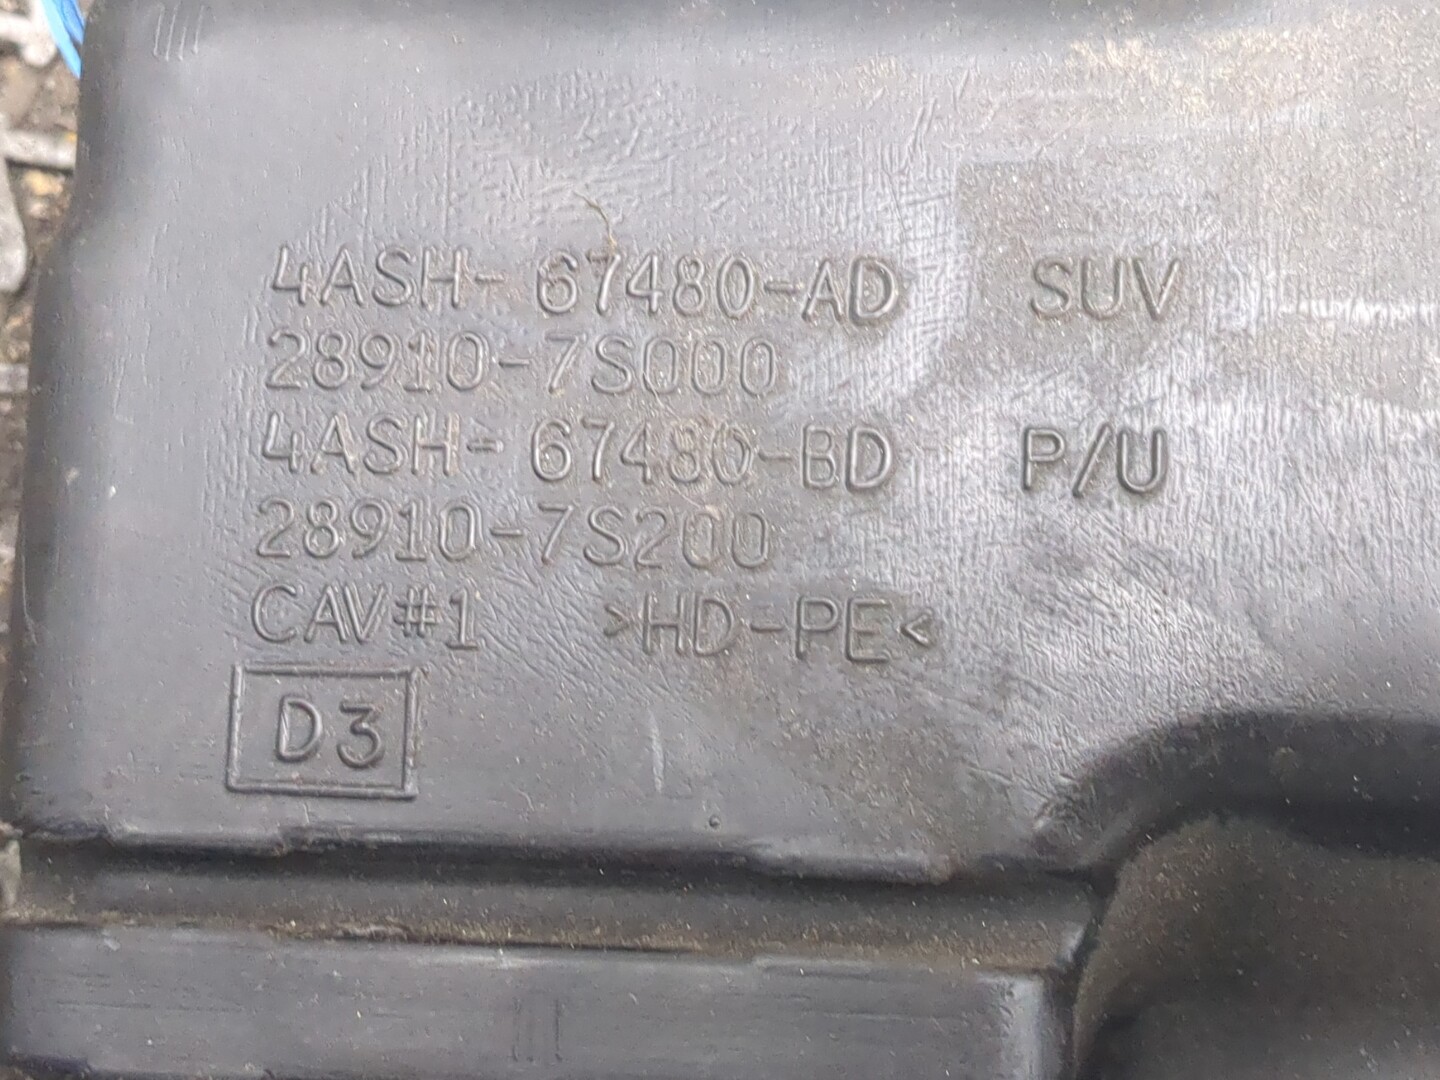 4ASH-67480-AD SUV
28910-7S000
4ASH-67480-BD P/U
28910-7S200
CAV#1 >HD-PE<
D3